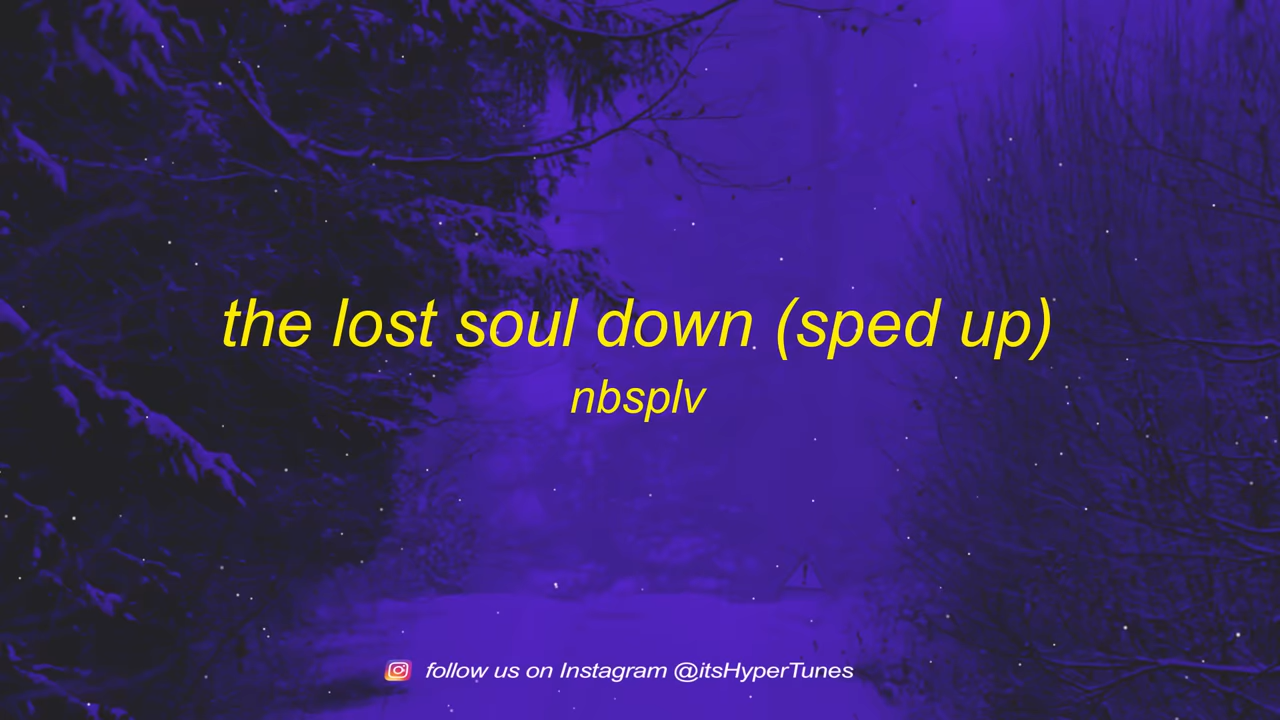 the lost soul down (sped up)
nbsplv
follow us on Instagram @itsHyperTunes